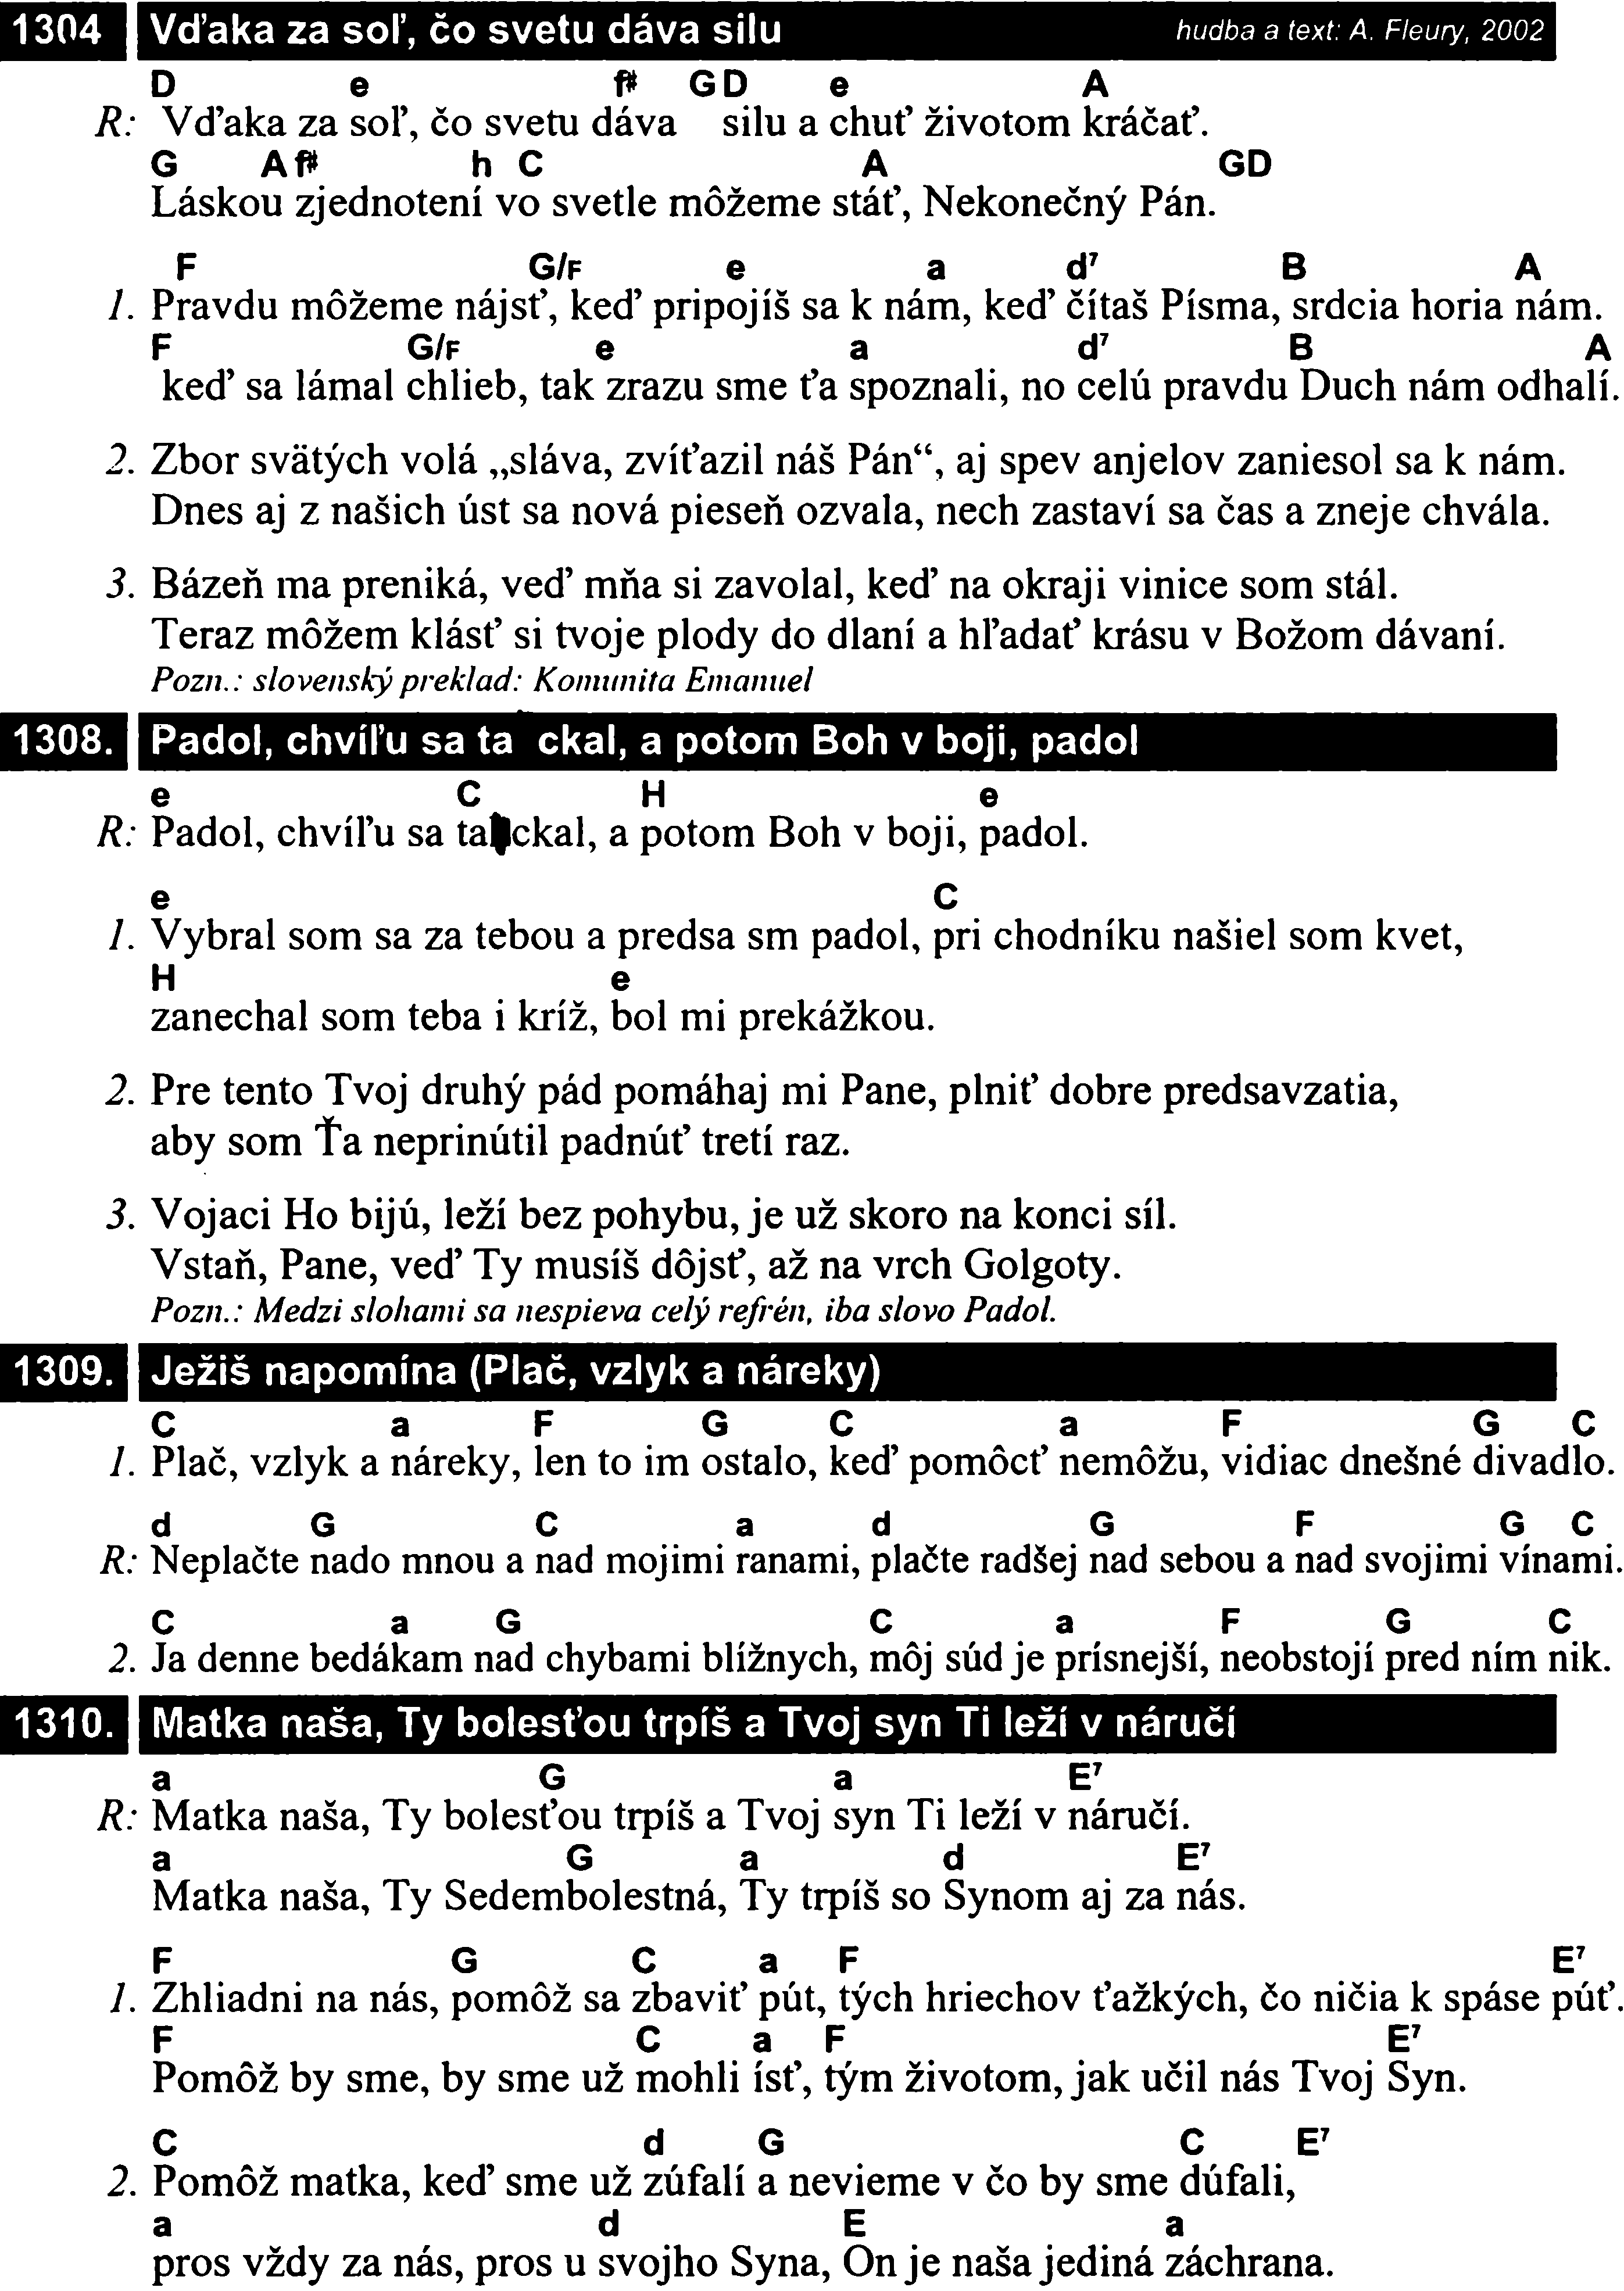 1304 Vďaka za soľ, čo svetu dáva silu hudba a text: A. Fleury, 2002
D e f# G D e A
R: Vďaka za soľ, čo svetu dáva silu a chuť životom kráčať.
G A f# h C A GD
Láskou zjednotení vo svetle môžeme stáť, Nekonečný Pán.
F G/F e a d7 B A
1. Pravdu môžeme nájsť, keď pripojíš sa k nám, keď čítaš Písma, srdcia horia nám.
F G/F e a d7 B A
keď sa lámal chlieb, tak zrazu sme ťa spoznali, no celú pravdu Duch nám odhalí.
2. Zbor svätých volá „sláva, zvíťazil náš Pán“, aj spev anjelov zaniesol sa k nám.
Dnes aj z našich úst sa nová pieseň ozvala, nech zastaví sa čas a zneje chvála.
3. Bázeň ma preniká, veď mňa si zavolal, keď na okraji vinice som stál.
Teraz môžem klásť si tvoje plody do dlaní a hľadať krásu v Božom dávaní.
Pozn.: slovenský preklad: Komunita Emanuel
1308. Padol, chvíľu sa ta ckal, a potom Boh v boji, padol
e C H e
R: Padol, chvíľu sa ta ckal, a potom Boh v boji, padol.
e C
1. Vybral som sa za tebou a predsa sm padol, pri chodníku našiel som kvet,
H e
zanechal som teba i kríž, bol mi prekážkou.
2. Pre tento Tvoj druhý pád pomáhaj mi Pane, plniť dobre predsavzatia,
aby som Ťa neprinútil padnúť tretí raz.
3. Vojaci Ho bijú, leží bez pohybu, je už skoro na konci síl.
Vstaň, Pane, veď Ty musíš dôjsť, až na vrch Golgoty.
Pozn.: Medzi slohami sa nespieva celý refrén, iba slovo Padol.
1309. Ježiš napomína (Plač, vzlyk a náreky)
C a F G C a F G C
1. Plač, vzlyk a náreky, len to im ostalo, keď pomôcť nemôžu, vidiac dnešné divadlo.
d G C a d G F G C
R: Neplačte nado mnou a nad mojimi ranami, plačte radšej nad sebou a nad svojimi vínami.
C a G C a F G C
2. Ja denne bedákam nad chybami blížnych, môj súd je prísnejší, neobstojí pred ním nik.
1310. Matka naša, Ty bolesťou trpíš a Tvoj syn Ti leží v náručí
a G a E7
R: Matka naša, Ty bolesťou trpíš a Tvoj syn Ti leží v náručí.
a G a d E7
Matka naša, Ty Sedembolestná, Ty trpíš so Synom aj za nás.
F G C a F E7
1. Zhliadni na nás, pomôž sa zbaviť pút, tých hriechov ťažkých, čo ničia k spáse púť.
F C a F E7
Pomôž by sme, by sme už mohli ísť, tým životom, jak učil nás Tvoj Syn.
C d G C E7
2. Pomôž matka, keď sme už zúfalí a nevieme v čo by sme dúfali,
a d E a
pros vždy za nás, pros u svojho Syna, On je naša jediná záchrana.